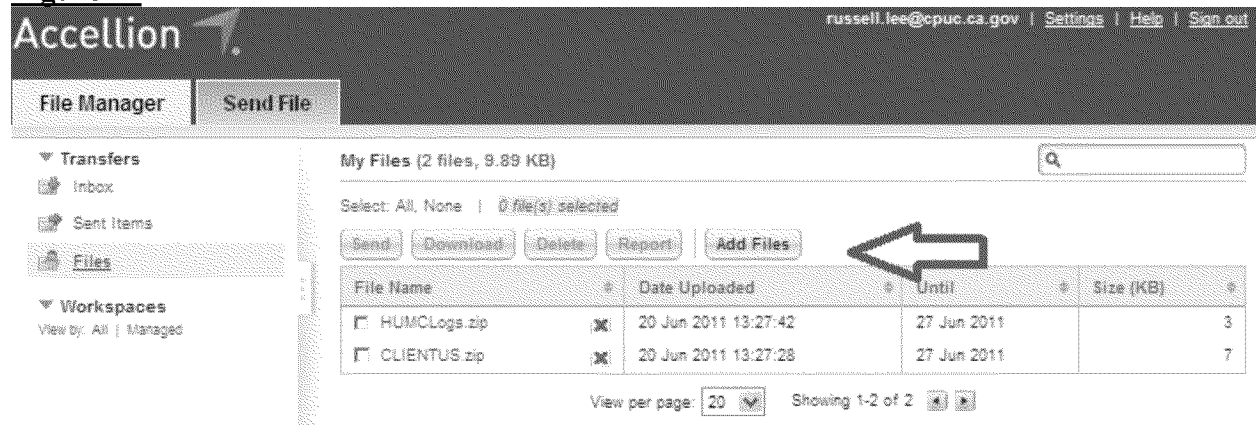 Accellion
russell.lee@cpuc.ca.gov | Settings | Help | Sign out
File Manager
Send File
Transfers
Inbox
Sent Items
Files
Workspaces
View by: All | Managed
My Files (2 files, 9.89 KB)
Select: All, None | 0 file(s) selected
Send Download Delete Report Add Files
File Name Date Uploaded Until Size (KB)
HUMCLogs.zip 20 Jun 2011 13:27:42 27 Jun 2011 3
CLIENTUS.zip 20 Jun 2011 13:27:28 27 Jun 2011 7
View per page: 20 Showing 1-2 of 2